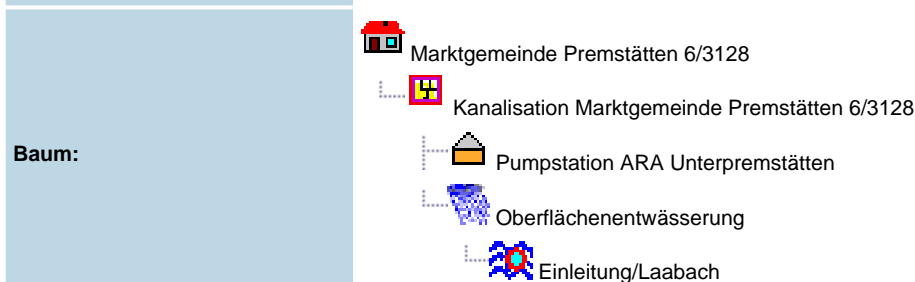 Marktgemeinde Premstätten 6/3128
Kanalisation Marktgemeinde Premstätten 6/3128
Baum:
Pumpstation ARA Unterpremstätten
Oberflächenentwässerung
Einleitung/Laabach